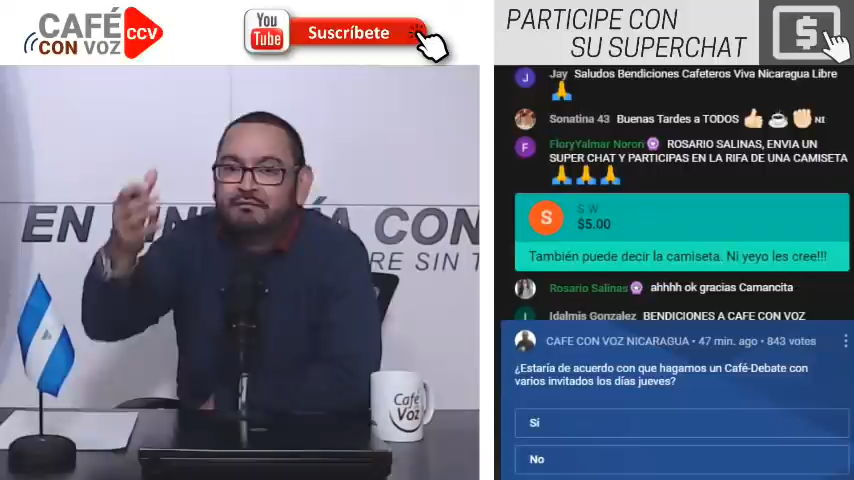 CAFÉ
CON VOZ
CCV
You
Tube
Suscríbete
PARTICIPE CON
SU SUPERCHAT
$
EN
CON
RE SIN T
Café
Voz
Jay Saludos Bendiciones Cafeteros Viva Nicaragua Libre
🙏
Sonatina 43 Buenas Tardes a TODOS 👍🏻 ☕ ✊🏻 NI
F FloryYalmar Norori ROSARIO SALINAS, ENVIA UN
SUPER CHAT Y PARTICIPAS EN LA RIFA DE UNA CAMISETA
🙏🙏🙏
S S W
$5.00
También puede decir la camiseta. Ni yeyo les cree!!!
Rosario Salinas ahhhh ok gracias Camancita
I Idalmis Gonzalez BENDICIONES A CAFE CON VOZ
CAFE CON VOZ NICARAGUA • 47 min. ago • 843 votes
¿Estaría de acuerdo con que hagamos un Café-Debate con
varios invitados los días jueves?
Sí
No